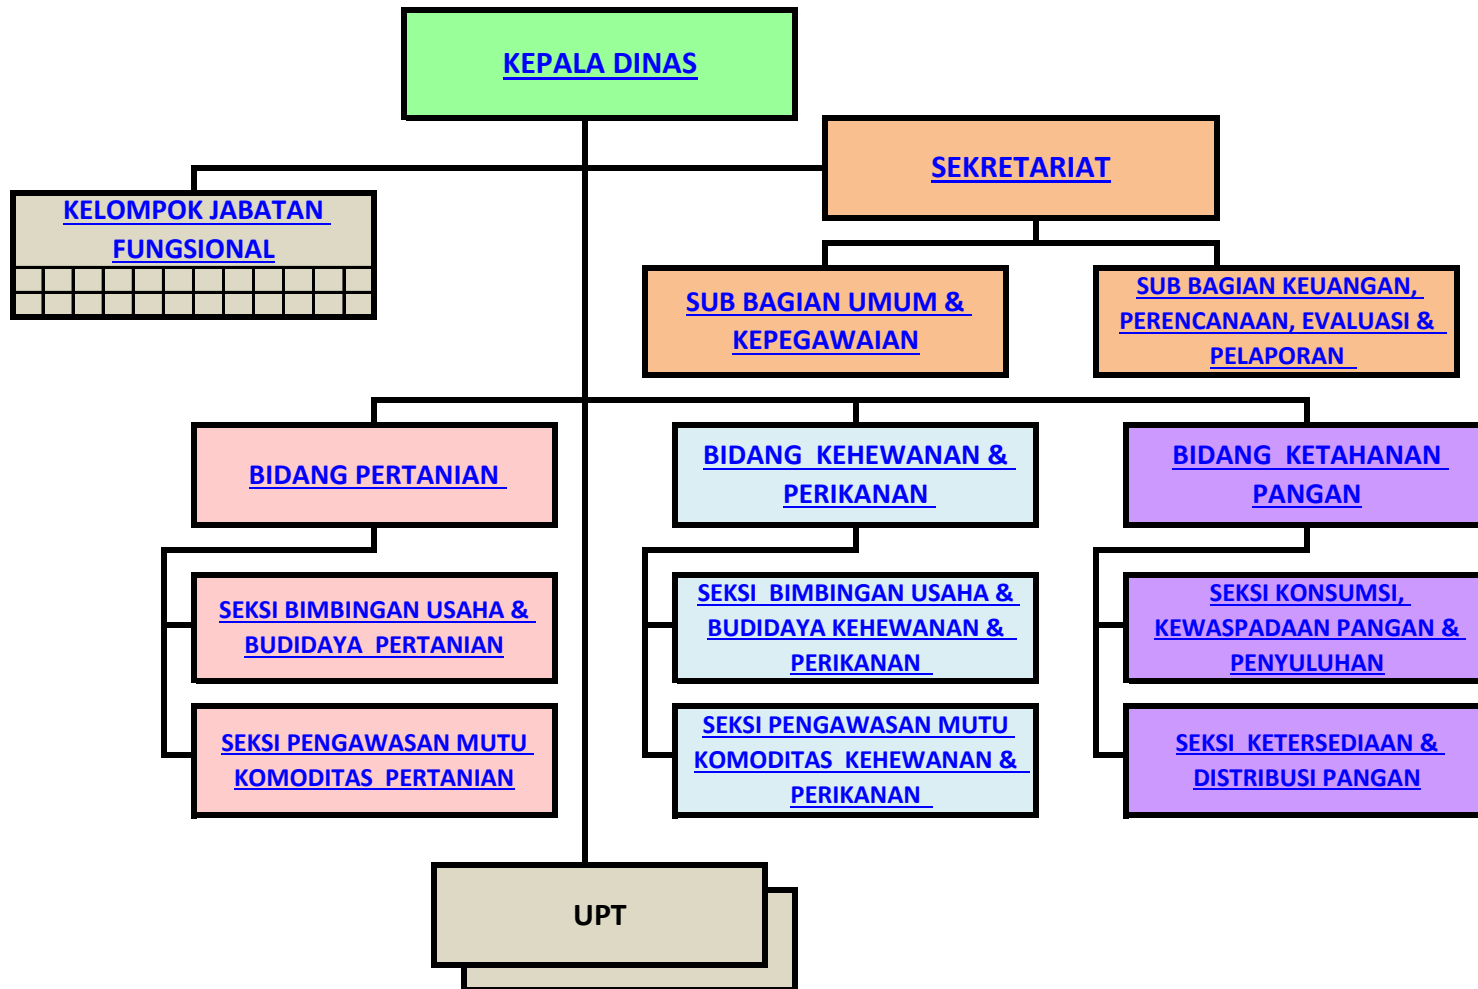 KEPALA DINAS
SEKRETARIAT
KELOMPOK JABATAN
FUNGSIONAL
SUB BAGIAN UMUM &
KEPEGAWAIAN
SUB BAGIAN KEUANGAN,
PERENCANAAN, EVALUASI &
PELAPORAN
BIDANG PERTANIAN
BIDANG KEHEWANAN &
PERIKANAN
BIDANG KETAHANAN
PANGAN
SEKSI BIMBINGAN USAHA &
BUDIDAYA PERTANIAN
SEKSI BIMBINGAN USAHA &
BUDIDAYA KEHEWANAN &
PERIKANAN
SEKSI KONSUMSI,
KEWASPADAAN PANGAN &
PENYULUHAN
SEKSI PENGAWASAN MUTU
KOMODITAS PERTANIAN
SEKSI PENGAWASAN MUTU
KOMODITAS KEHEWANAN &
PERIKANAN
SEKSI KETERSEDIAAN &
DISTRIBUSI PANGAN
UPT